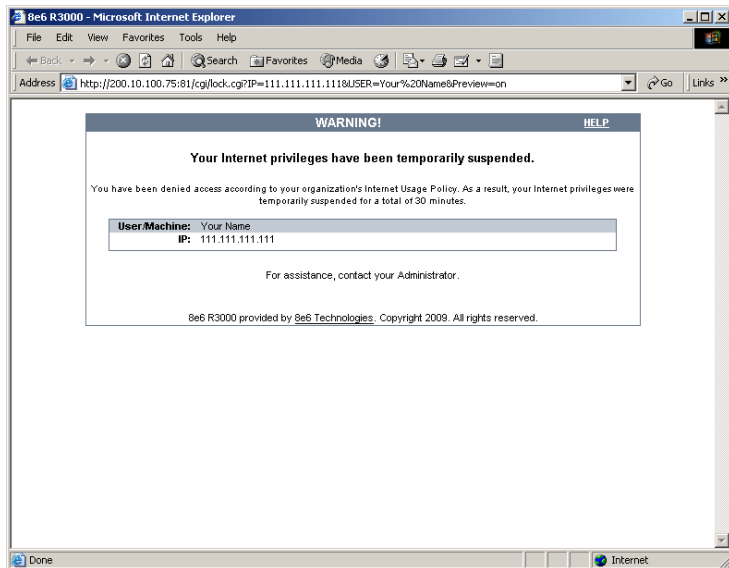 8e6 R3000 - Microsoft Internet Explorer
File Edit View Favorites Tools Help
Back Search Favorites Media
Address http://200.10.100.75:81/cgi/lock.cgi?IP=111.111.111.111&USER=Your%20Name&Preview=on Go Links »
WARNING! HELP
Your Internet privileges have been temporarily suspended.
You have been denied access according to your organization's Internet Usage Policy. As a result, your Internet privileges were
temporarily suspended for a total of 30 minutes.
User/Machine: Your Name
IP: 111.111.111.111
For assistance, contact your Administrator.
8e6 R3000 provided by 8e6 Technologies. Copyright 2009. All rights reserved.
Done Internet